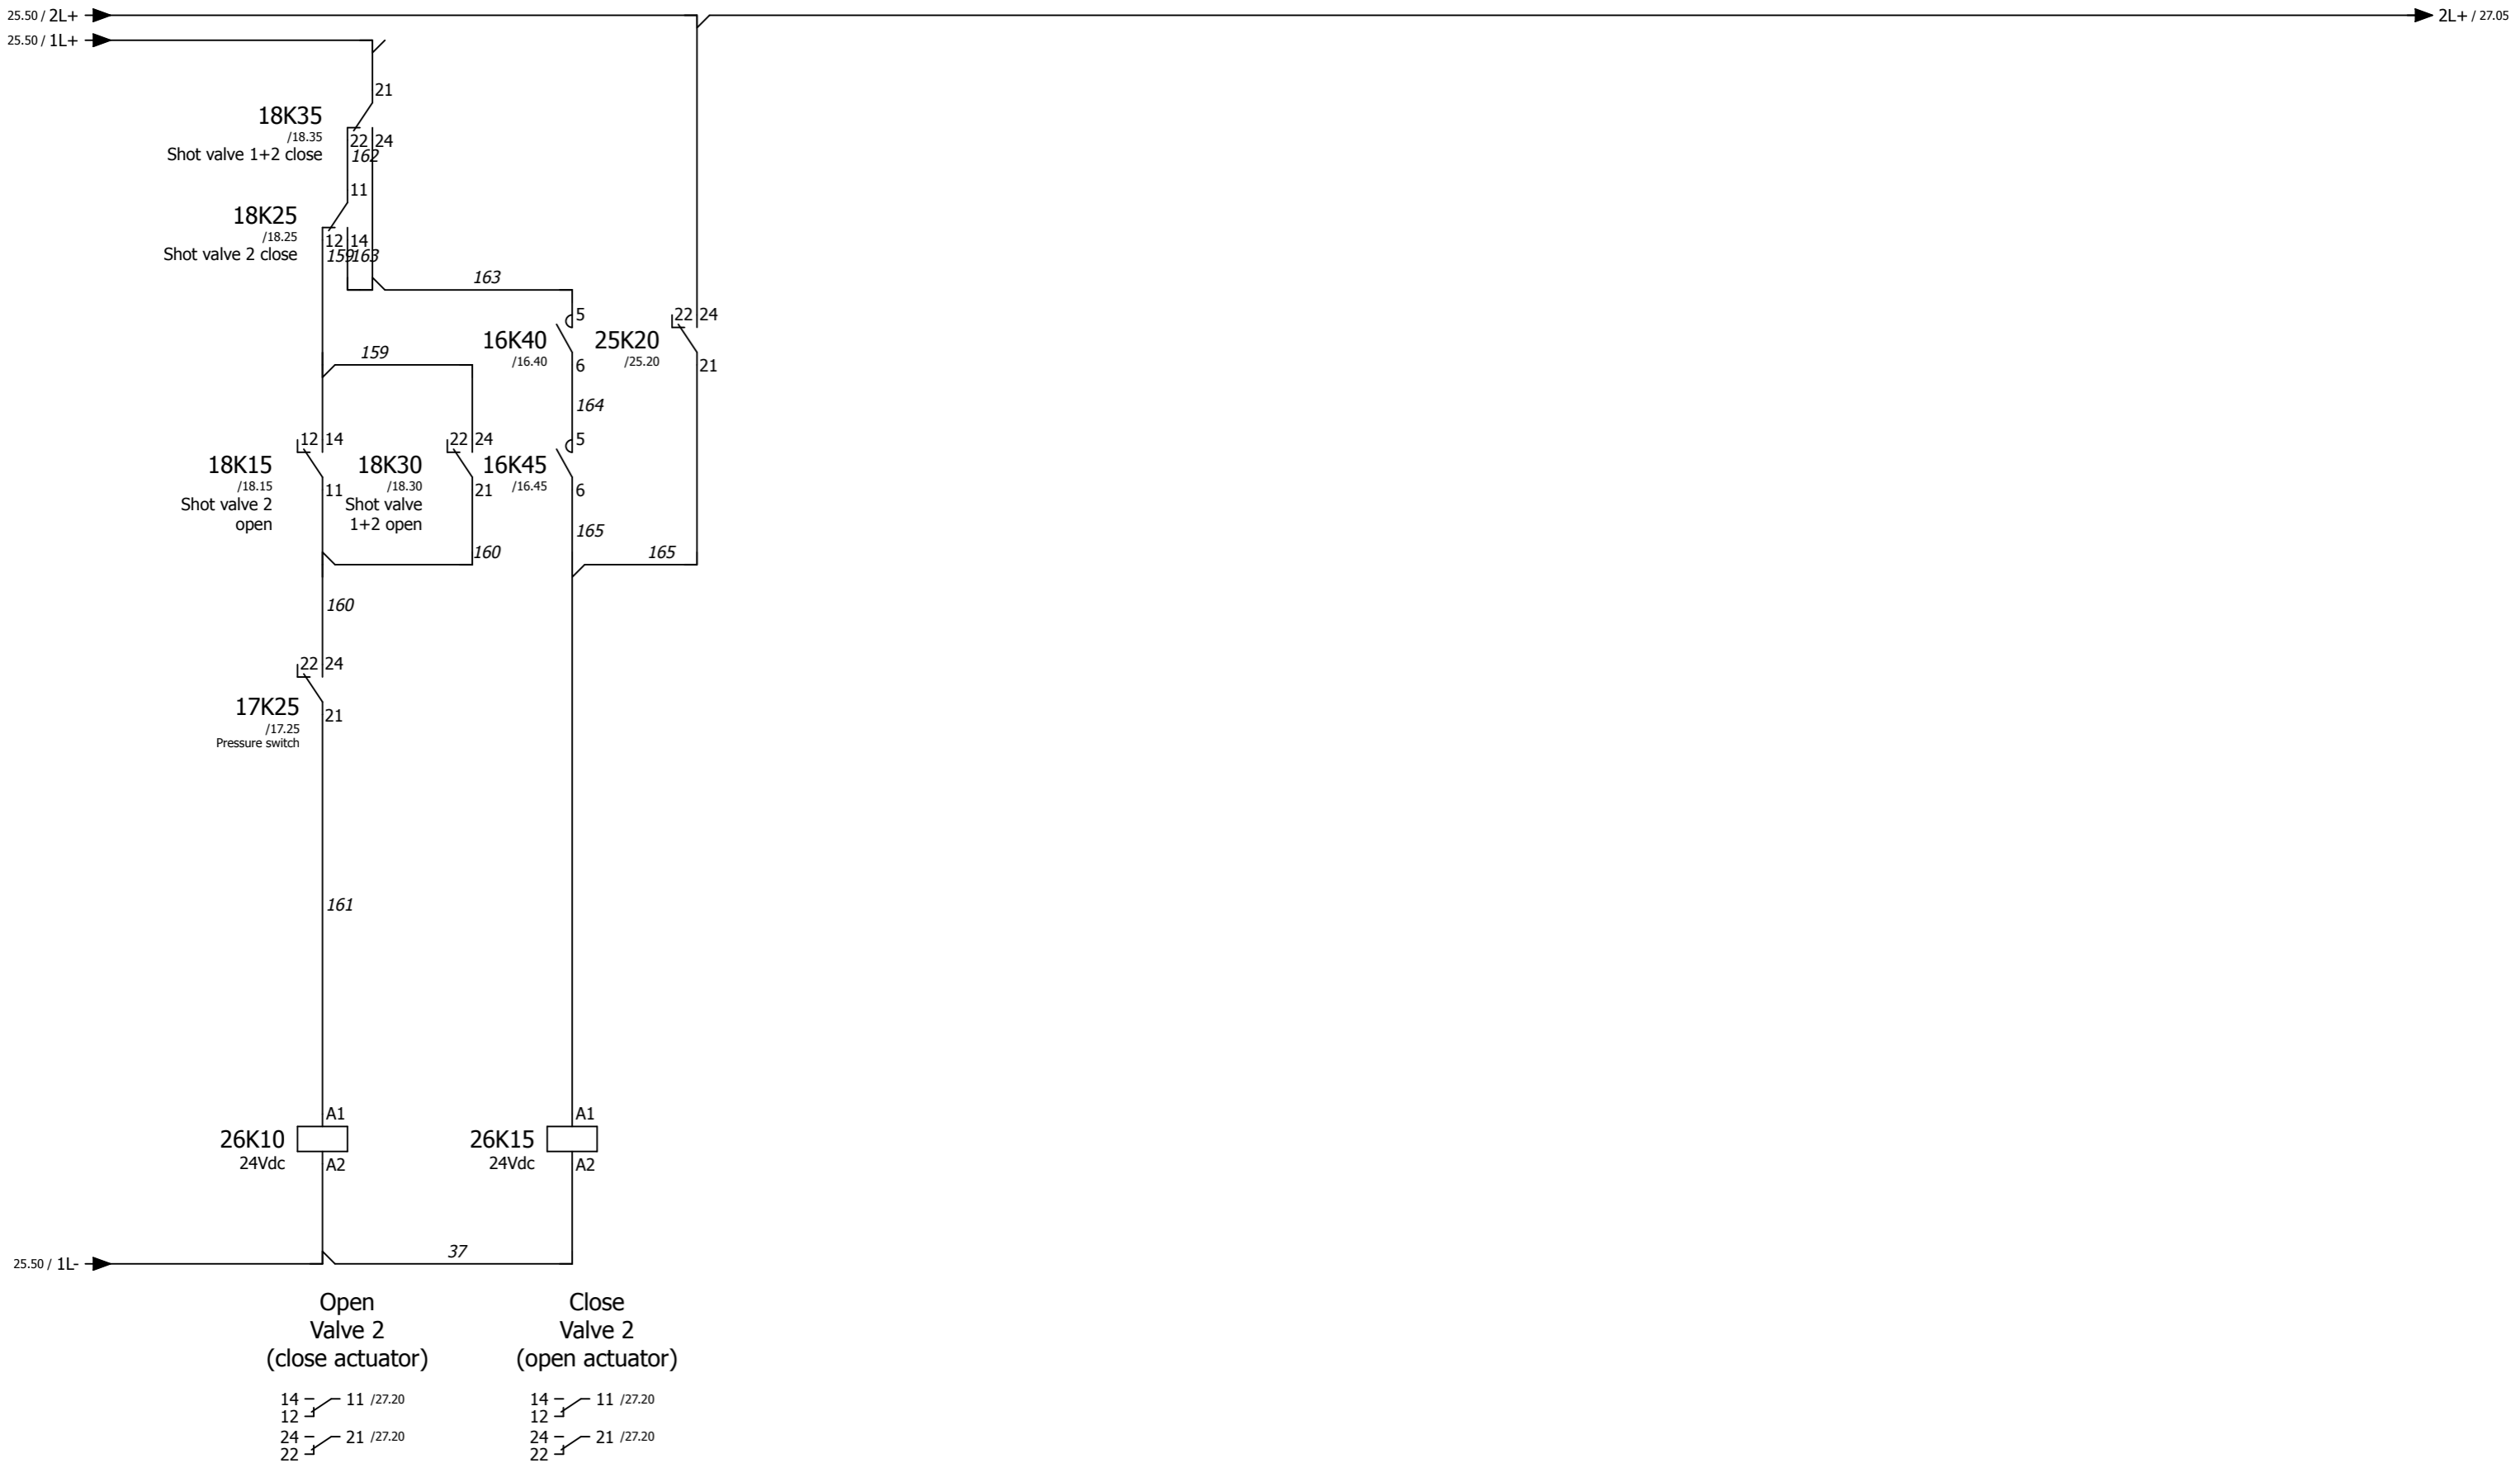 25.50 / 2L+
2L+ / 27.05
25.50 / 1L+
21
18K35
/18.35
Shot valve 1+2 close
22 24
162
11
18K25
/18.25
Shot valve 2 close
12 14
159 163
163
5
22 24
16K40
/16.40
6
25K20
/25.20
21
159
164
12 14
22 24
5
18K15
/18.15
Shot valve 2
open
11
18K30
/18.30
Shot valve
1+2 open
21
16K45
/16.45
6
165
160
165
160
22 24
17K25
/17.25
Pressure switch
21
161
A1
26K10
24Vdc
A2
A1
26K15
24Vdc
A2
37
25.50 / 1L-
Open
Valve 2
(close actuator)
Close
Valve 2
(open actuator)
14 11 /27.20
12
24 21 /27.20
22
14 11 /27.20
12
24 21 /27.20
22